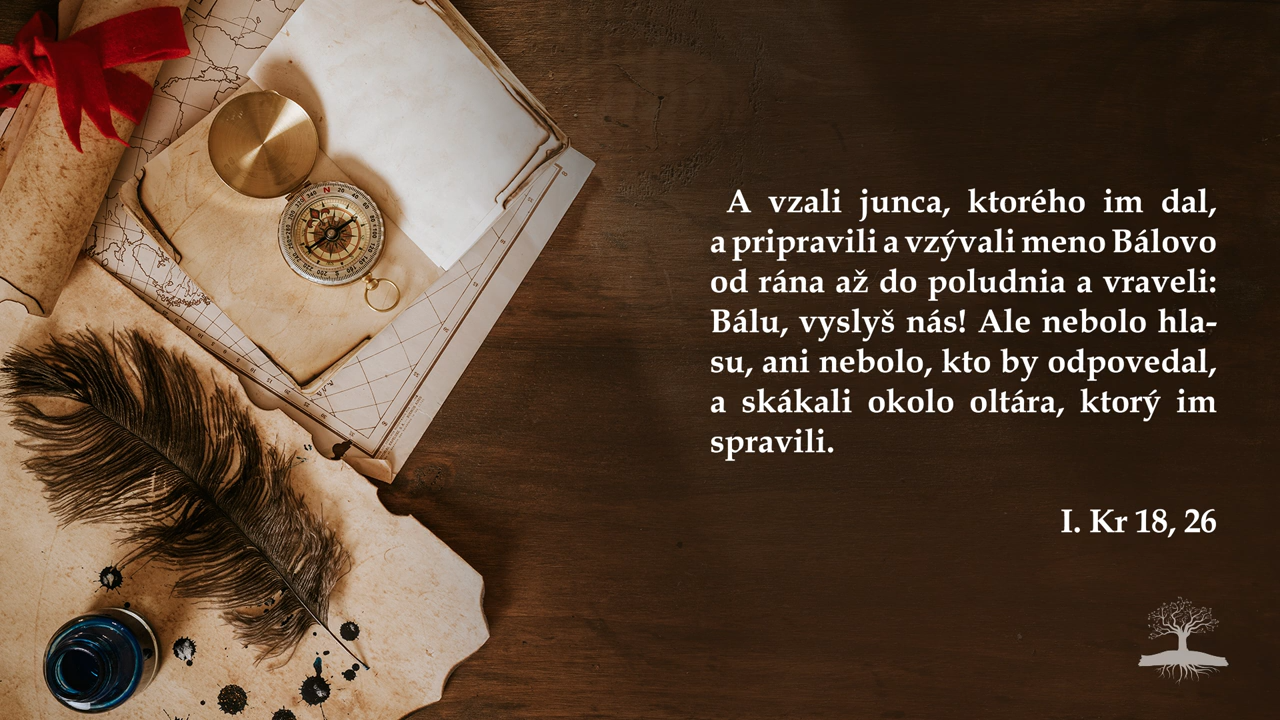 A vzali junca, ktorého im dal,
a pripravili a vzývali meno Bálovo
od rána až do poludnia a vraveli:
Bálu, vyslyš nás! Ale nebolo hla-
su, ani nebolo, kto by odpovedal,
a skákali okolo oltára, ktorý im
spravili.
I. Kr 18, 26